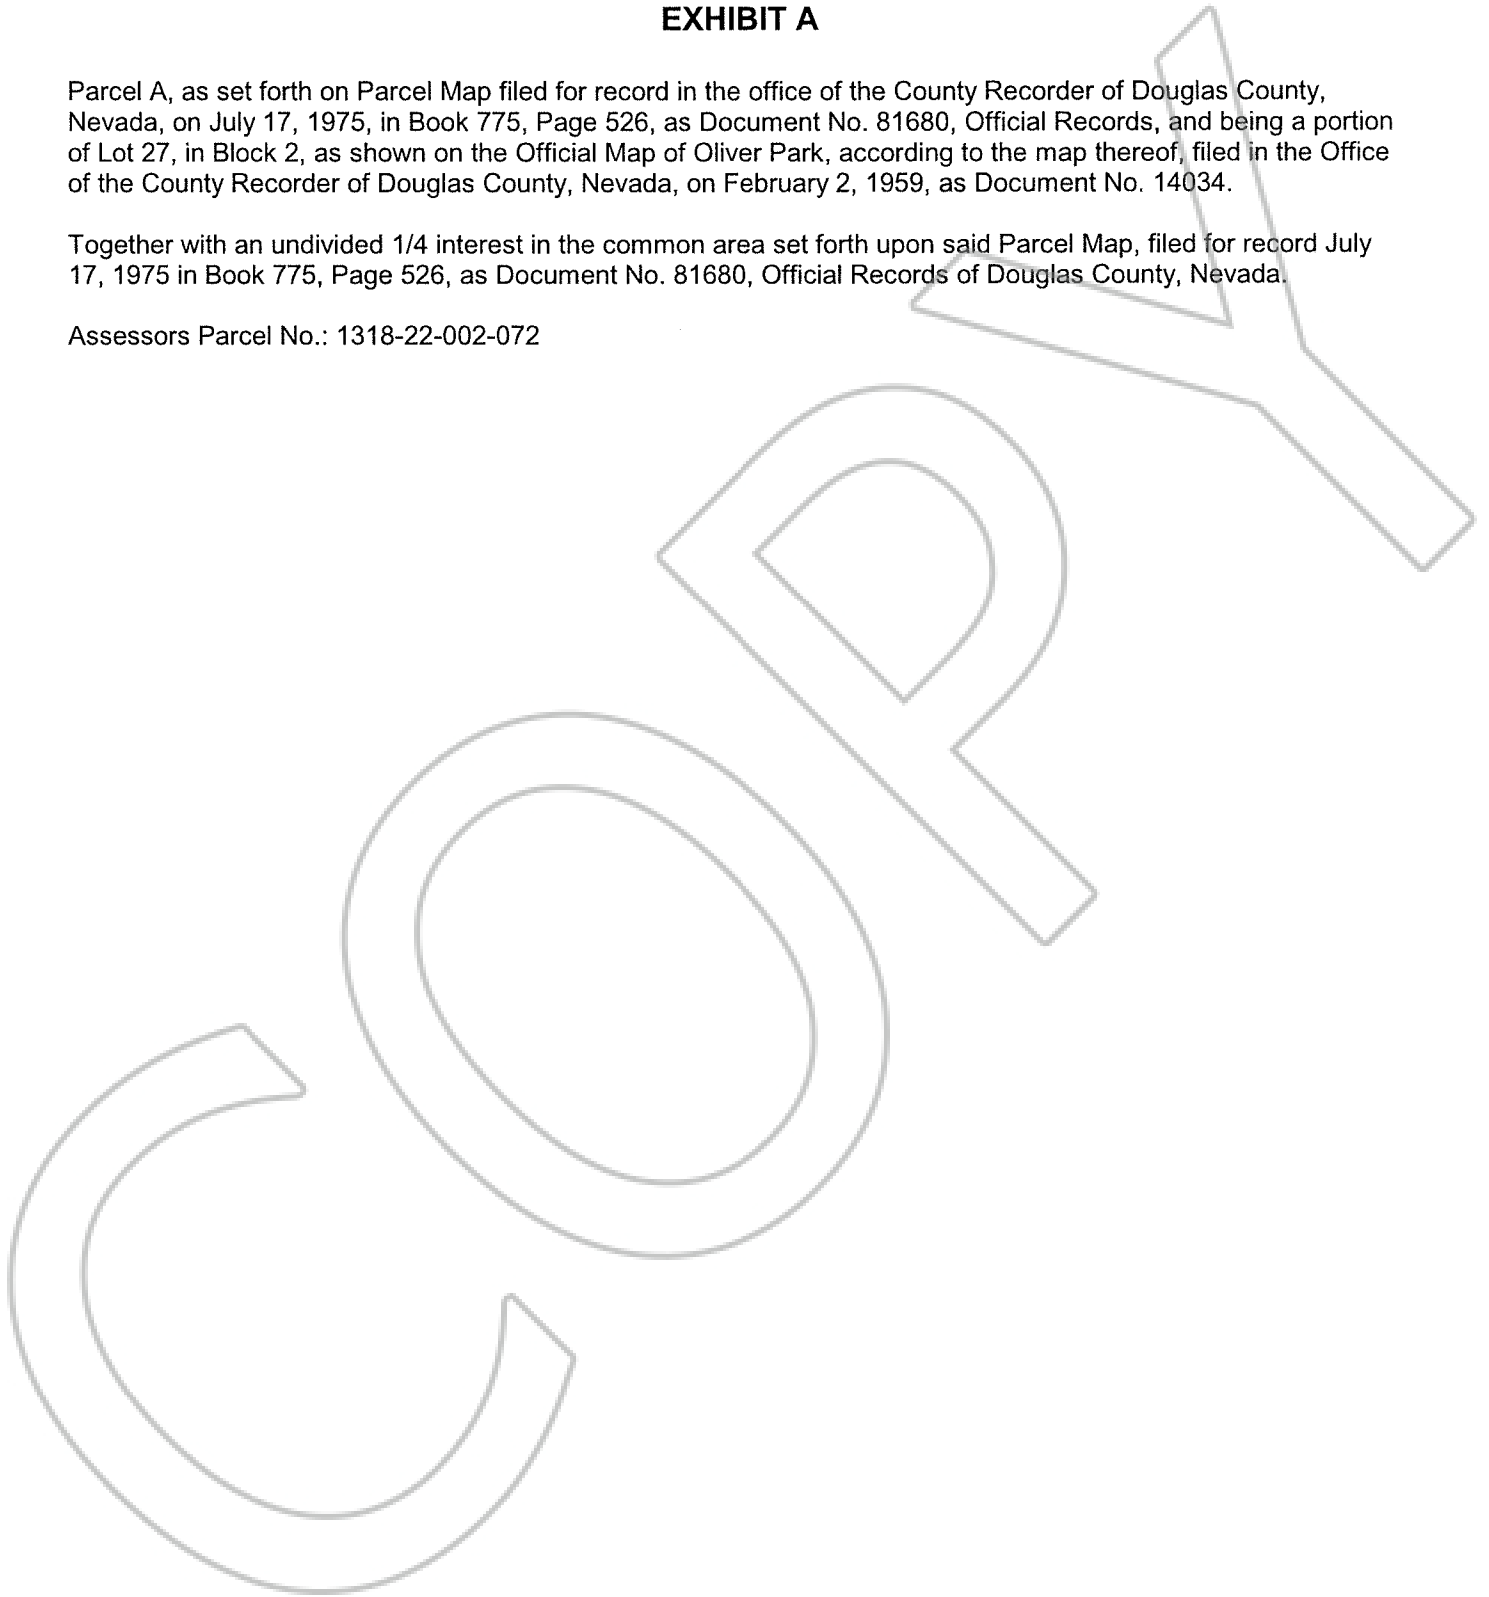 EXHIBIT A
Parcel A, as set forth on Parcel Map filed for record in the office of the County Recorder of Douglas County,
Nevada, on July 17, 1975, in Book 775, Page 526, as Document No. 81680, Official Records, and being a portion
of Lot 27, in Block 2, as shown on the Official Map of Oliver Park, according to the map thereof, filed in the Office
of the County Recorder of Douglas County, Nevada, on February 2, 1959, as Document No. 14034.
Together with an undivided 1/4 interest in the common area set forth upon said Parcel Map, filed for record July
17, 1975 in Book 775, Page 526, as Document No. 81680, Official Records of Douglas County, Nevada.
Assessors Parcel No.: 1318-22-002-072
COPY